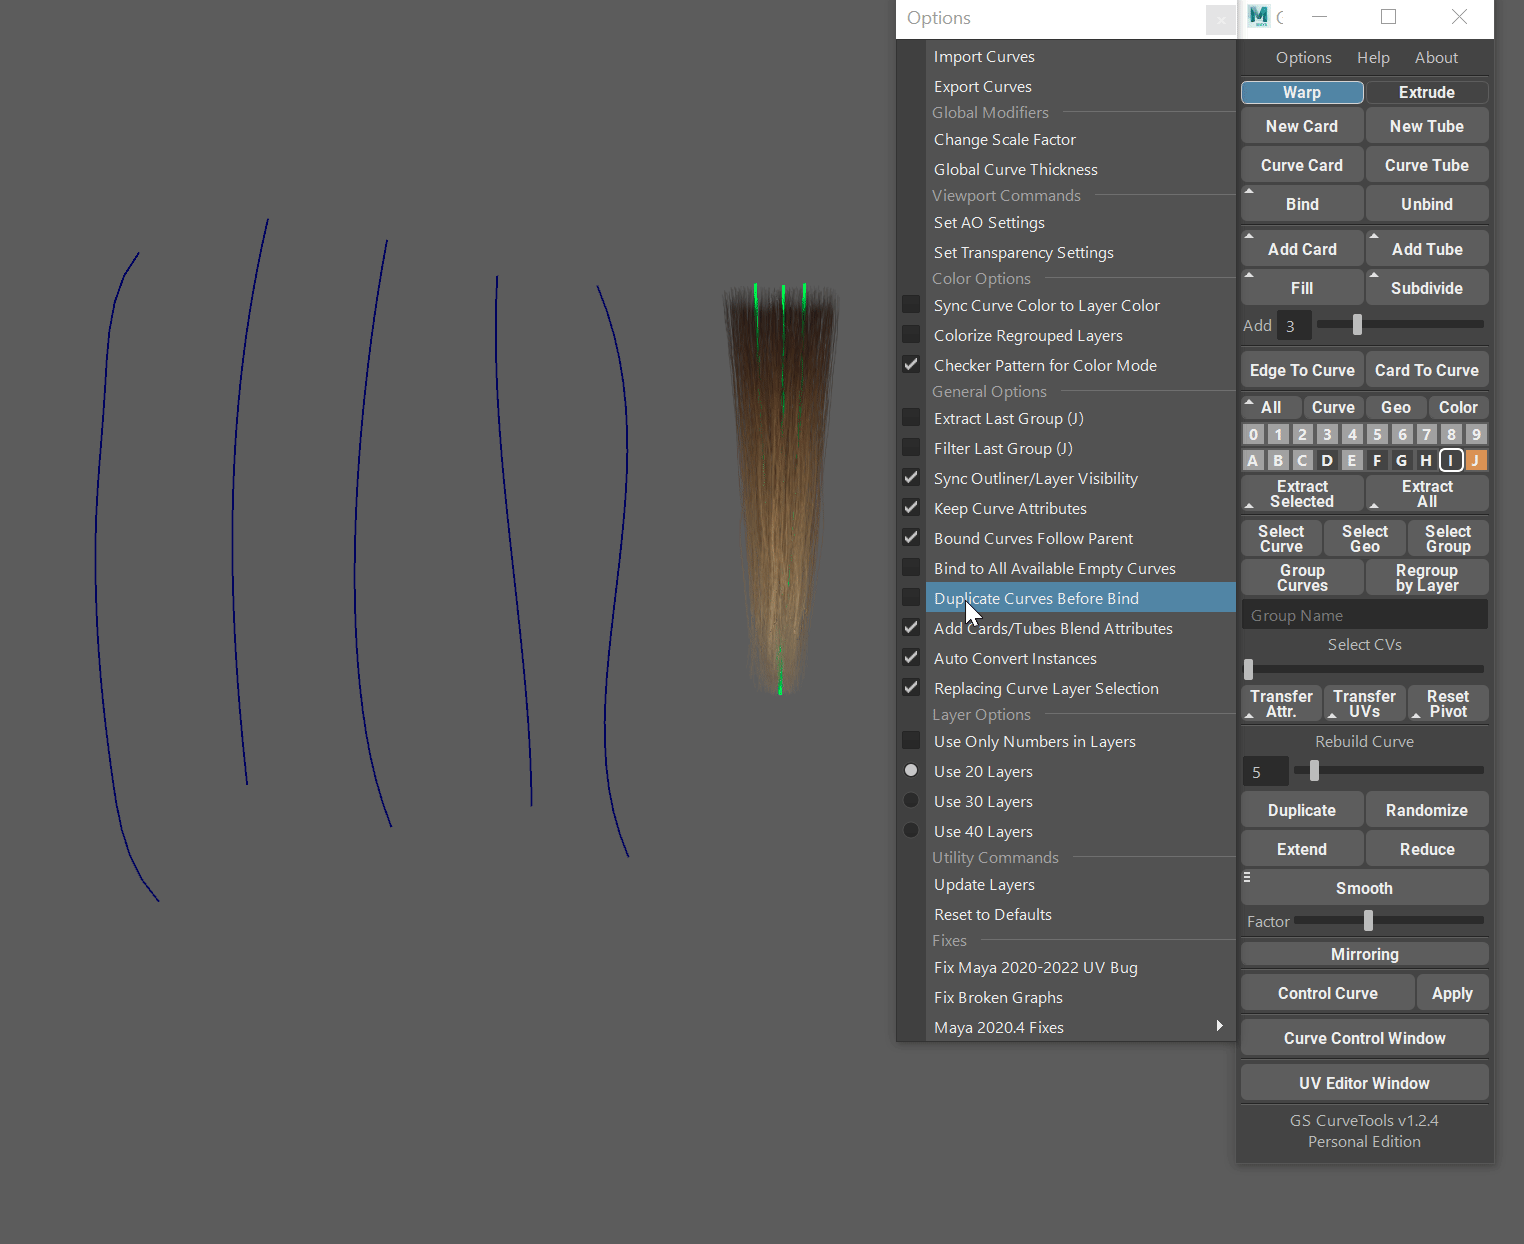 Options
Import Curves
Export Curves
Global Modifiers
Change Scale Factor
Global Curve Thickness
Viewport Commands
Set AO Settings
Set Transparency Settings
Color Options
Sync Curve Color to Layer Color
Colorize Regrouped Layers
Checker Pattern for Color Mode
General Options
Extract Last Group (J)
Filter Last Group (J)
Sync Outliner/Layer Visibility
Keep Curve Attributes
Bound Curves Follow Parent
Bind to All Available Empty Curves
Duplicate Curves Before Bind
Add Cards/Tubes Blend Attributes
Auto Convert Instances
Replacing Curve Layer Selection
Layer Options
Use Only Numbers in Layers
Use 20 Layers
Use 30 Layers
Use 40 Layers
Utility Commands
Update Layers
Reset to Defaults
Fixes
Fix Maya 2020-2022 UV Bug
Fix Broken Graphs
Maya 2020.4 Fixes
M
Options Help About
Warp Extrude
New Card New Tube
Curve Card Curve Tube
Bind Unbind
Add Card Add Tube
Fill Subdivide
Add 3
Edge To Curve Card To Curve
All Curve Geo Color
0 1 2 3 4 5 6 7 8 9
A B C D E F G H I J
Extract Selected Extract All
Select Curve Select Geo Select Group
Group Curves Regroup by Layer
Group Name
Select CVs
Transfer Attr. Transfer UVs Reset Pivot
Rebuild Curve
5
Duplicate Randomize
Extend Reduce
Smooth
Factor
Mirroring
Control Curve Apply
Curve Control Window
UV Editor Window
GS CurveTools v1.2.4
Personal Edition